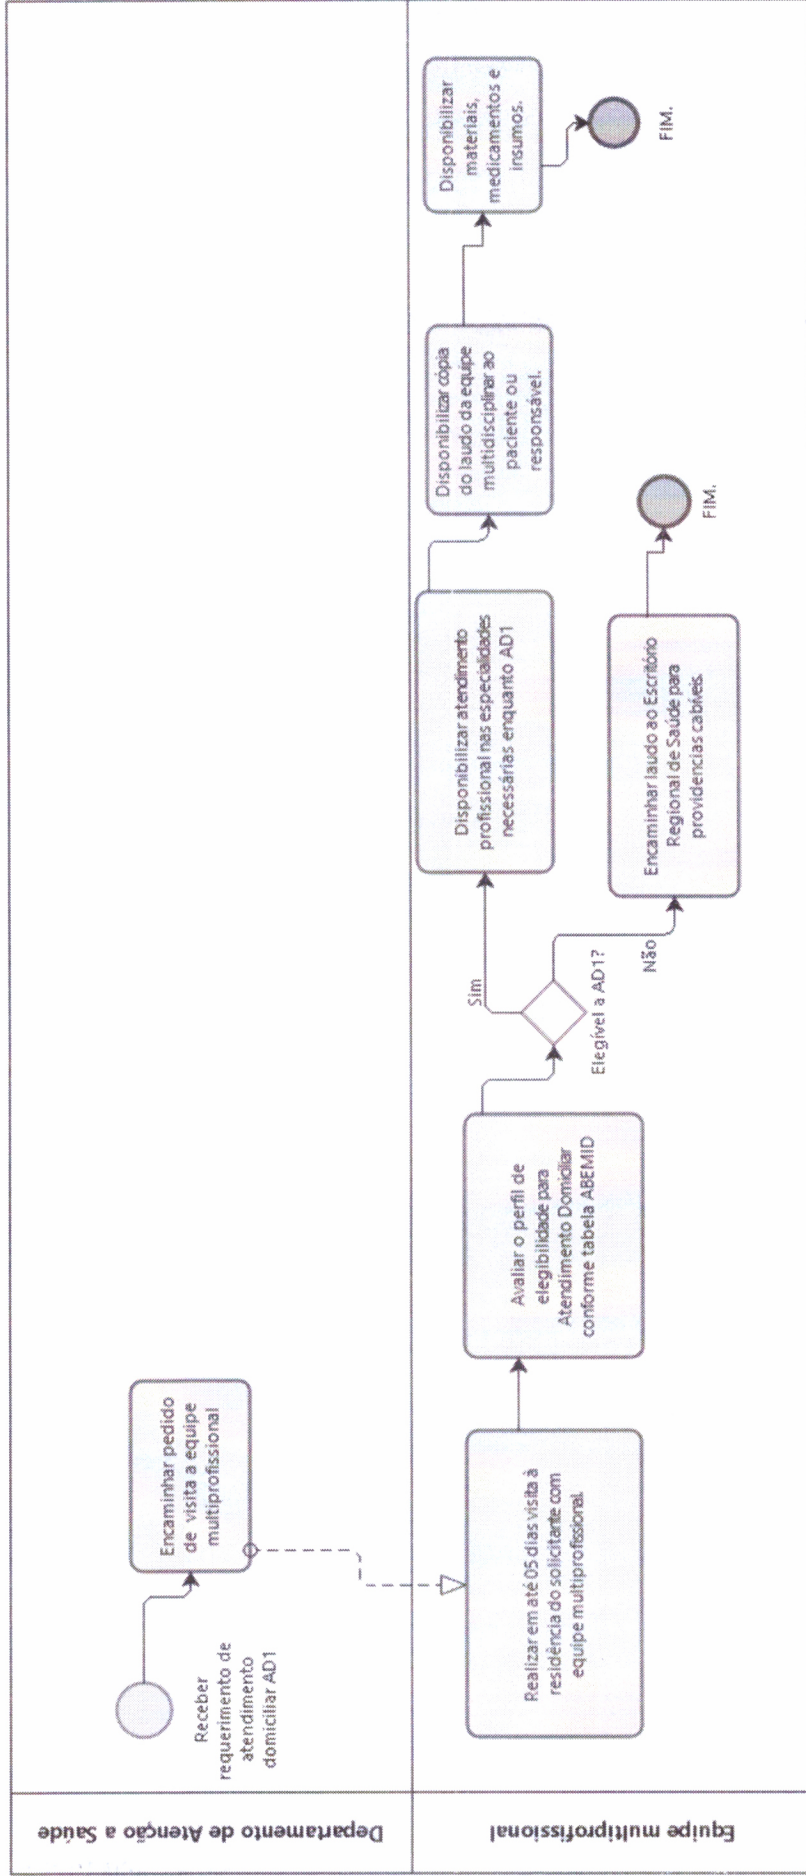 Departamento de Atenção a Saúde
Receber
requerimento de
atendimento
domiciliar AD1
Encaminhar pedido
de visita a equipe
multiprofissional
Equipe multiprofissional
Realizar em até 05 dias visita à
residência do solicitante com
equipe multiprofissional.
Avaliar o perfil de
elegibilidade para
Atendimento Domiciliar
conforme tabela ABEMID
Elegível a AD1?
Sim
Não
Disponibilizar atendimento
profissional nas especialidades
necessárias enquanto AD1
Encaminhar laudo ao Escritório
Regional de Saúde para
providencias cabíveis.
FIM.
Disponibilizar cópia
do laudo da equipe
multidisciplinar ao
paciente ou
responsável.
Disponibilizar
materiais,
medicamentos e
insumos.
FIM.